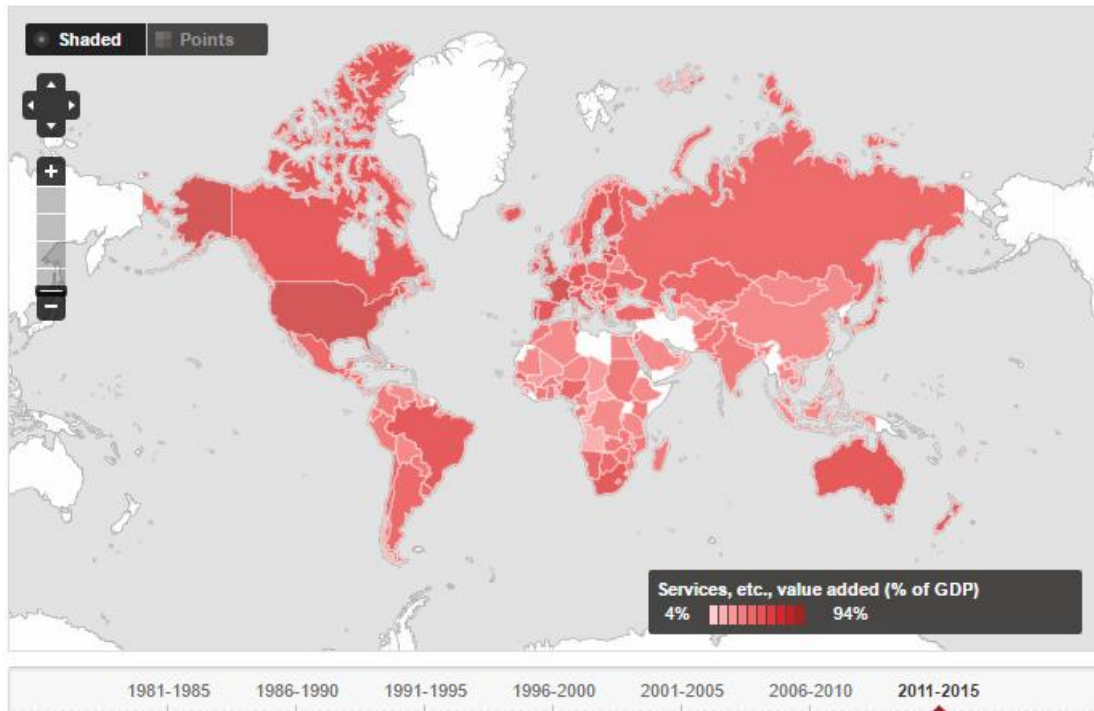 Shaded
Points
+
−
Services, etc., value added (% of GDP)
4% 94%
1981-1985 1986-1990 1991-1995 1996-2000 2001-2005 2006-2010 2011-2015